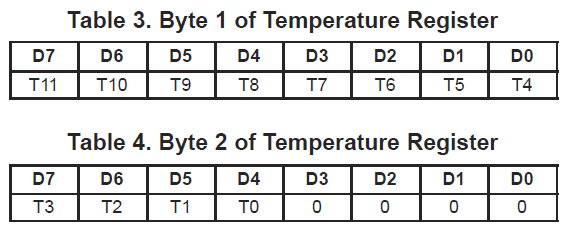 Table 3. Byte 1 of Temperature Register
D7 D6 D5 D4 D3 D2 D1 D0
T11 T10 T9 T8 T7 T6 T5 T4
Table 4. Byte 2 of Temperature Register
D7 D6 D5 D4 D3 D2 D1 D0
T3 T2 T1 T0 0 0 0 0